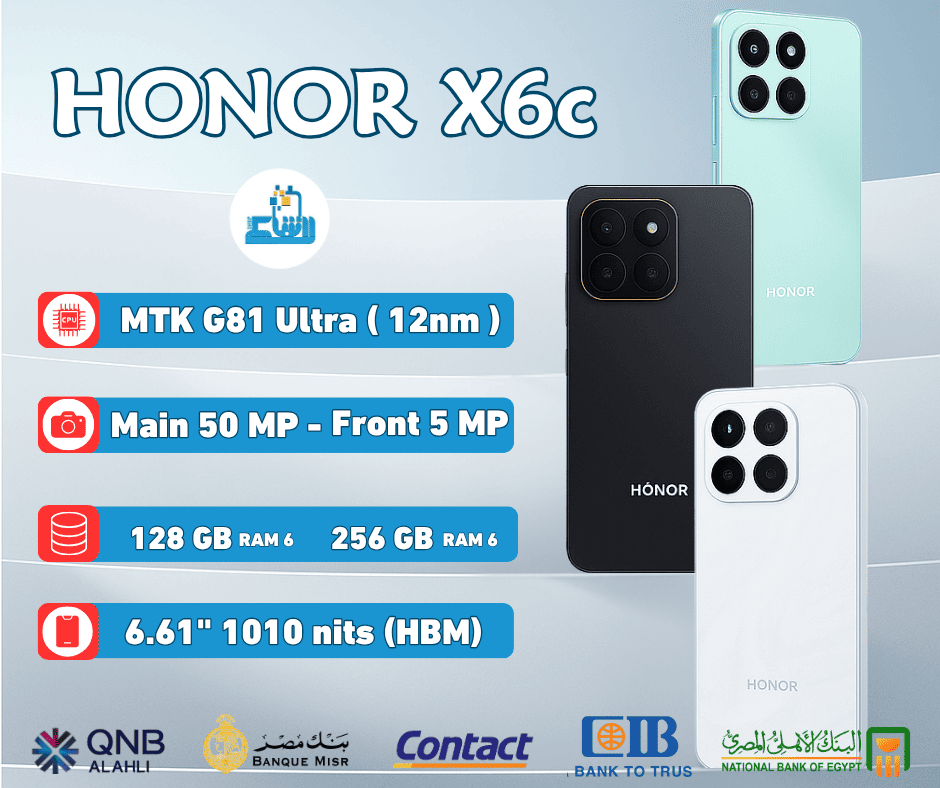 HONOR X6c
CPU
MTK G81 Ultra ( 12nm )
Main 50 MP - Front 5 MP
128 GB RAM 6 256 GB RAM 6
6.61" 1010 nits (HBM)
HONOR
HÓNOR
HONOR
QNB
ALAHLI
بنك مصر
BANQUE MISR
Contact
CIB
BANK TO TRUS
البنك الأهلي المصري
NATIONAL BANK OF EGYPT